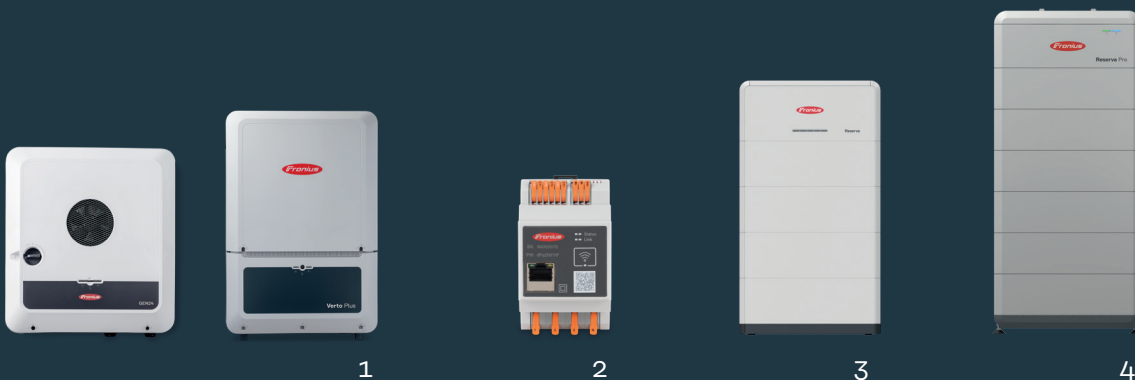 Fronius
GEN24
Fronius
Verto Plus
Fronius
Status
Link
Fronius
Reserva
Fronius
Reserva Pro
1
2
3
4